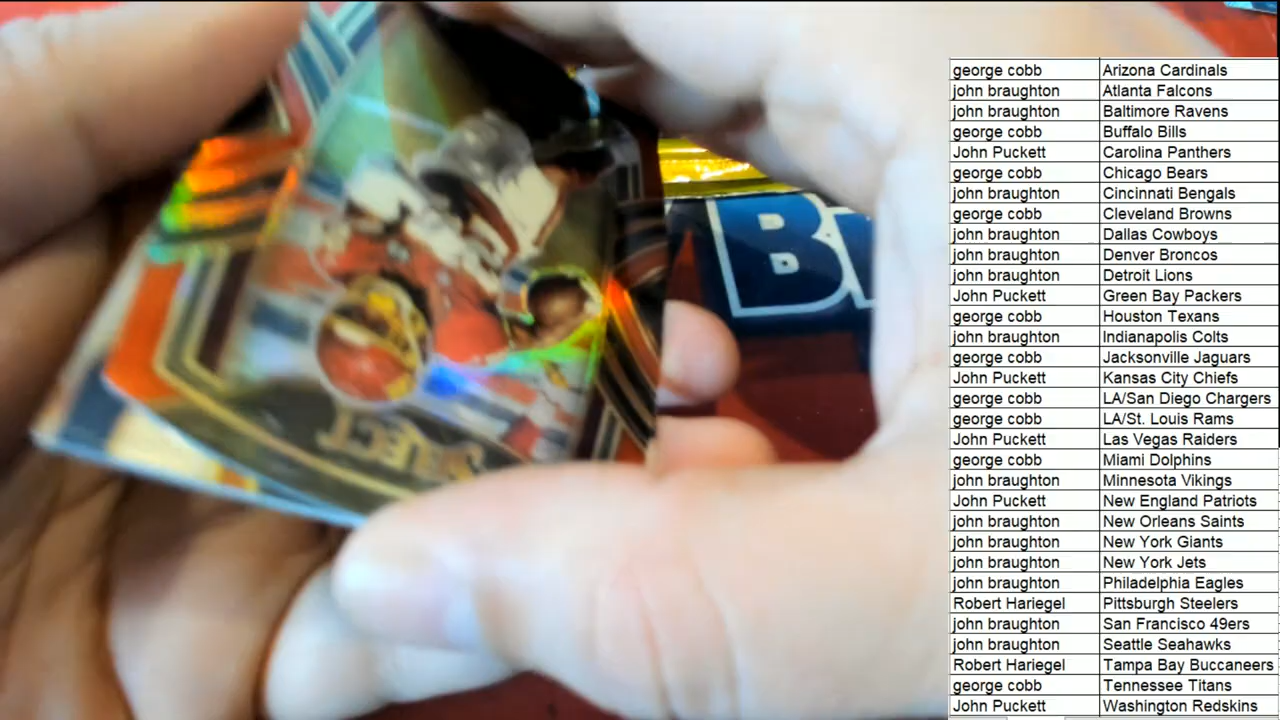 george cobb Arizona Cardinals
john braughton Atlanta Falcons
john braughton Baltimore Ravens
george cobb Buffalo Bills
John Puckett Carolina Panthers
george cobb Chicago Bears
john braughton Cincinnati Bengals
george cobb Cleveland Browns
john braughton Dallas Cowboys
john braughton Denver Broncos
john braughton Detroit Lions
John Puckett Green Bay Packers
george cobb Houston Texans
john braughton Indianapolis Colts
george cobb Jacksonville Jaguars
John Puckett Kansas City Chiefs
george cobb LA/San Diego Chargers
george cobb LA/St. Louis Rams
John Puckett Las Vegas Raiders
george cobb Miami Dolphins
john braughton Minnesota Vikings
John Puckett New England Patriots
john braughton New Orleans Saints
john braughton New York Giants
john braughton New York Jets
john braughton Philadelphia Eagles
Robert Hariegel Pittsburgh Steelers
john braughton San Francisco 49ers
john braughton Seattle Seahawks
Robert Hariegel Tampa Bay Buccaneers
george cobb Tennessee Titans
John Puckett Washington Redskins